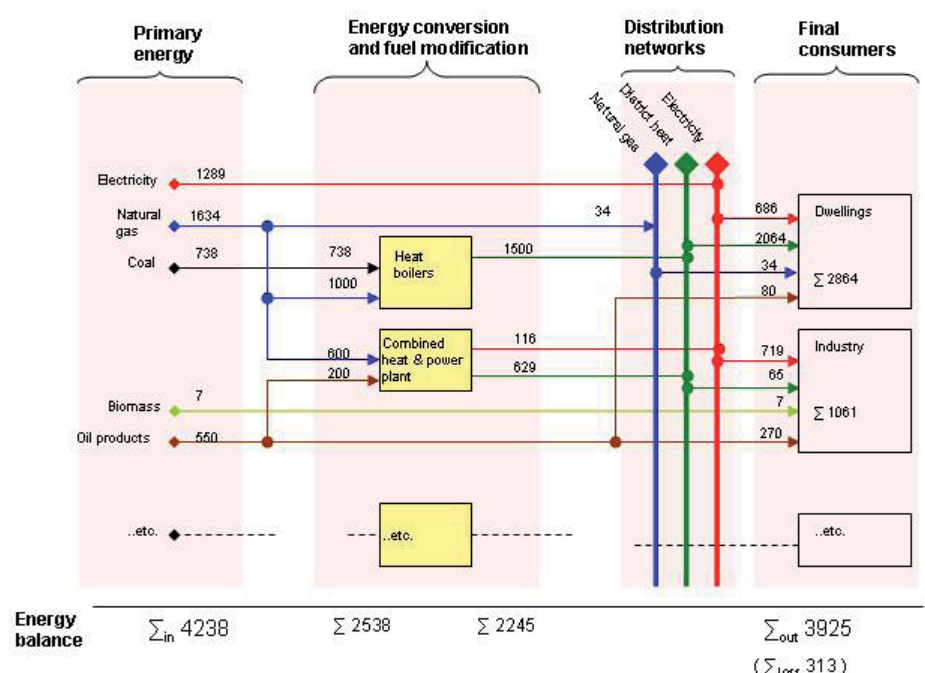 Primary
energy
Energy conversion
and fuel modification
Distribution
networks
Final
consumers
Natural gas
District heat
Electricity
Electricity
1289
Natural
gas
1634
34
Coal
738
738
1000
Heat
boilers
1500
686
2064
34
80
Dwellings
∑ 2864
600
200
Combined
heat & power
plant
116
629
719
65
7
270
Industry
∑ 1061
Biomass
7
Oil products
550
..etc.
..etc.
..etc.
Energy
balance
∑in 4238
∑ 2538
∑ 2245
∑out 3925
( ∑loss 313 )